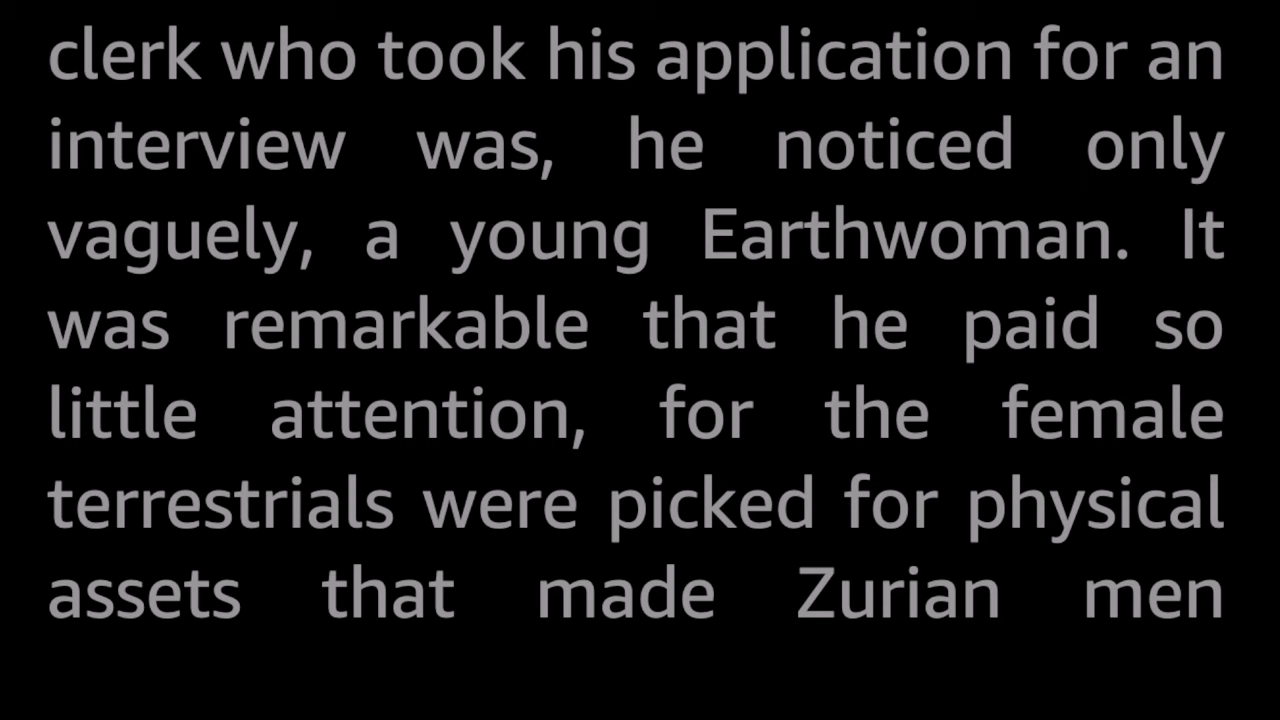 clerk who took his application for an
interview was, he noticed only
vaguely, a young Earthwoman. It
was remarkable that he paid so
little attention, for the female
terrestrials were picked for physical
assets that made Zurian men